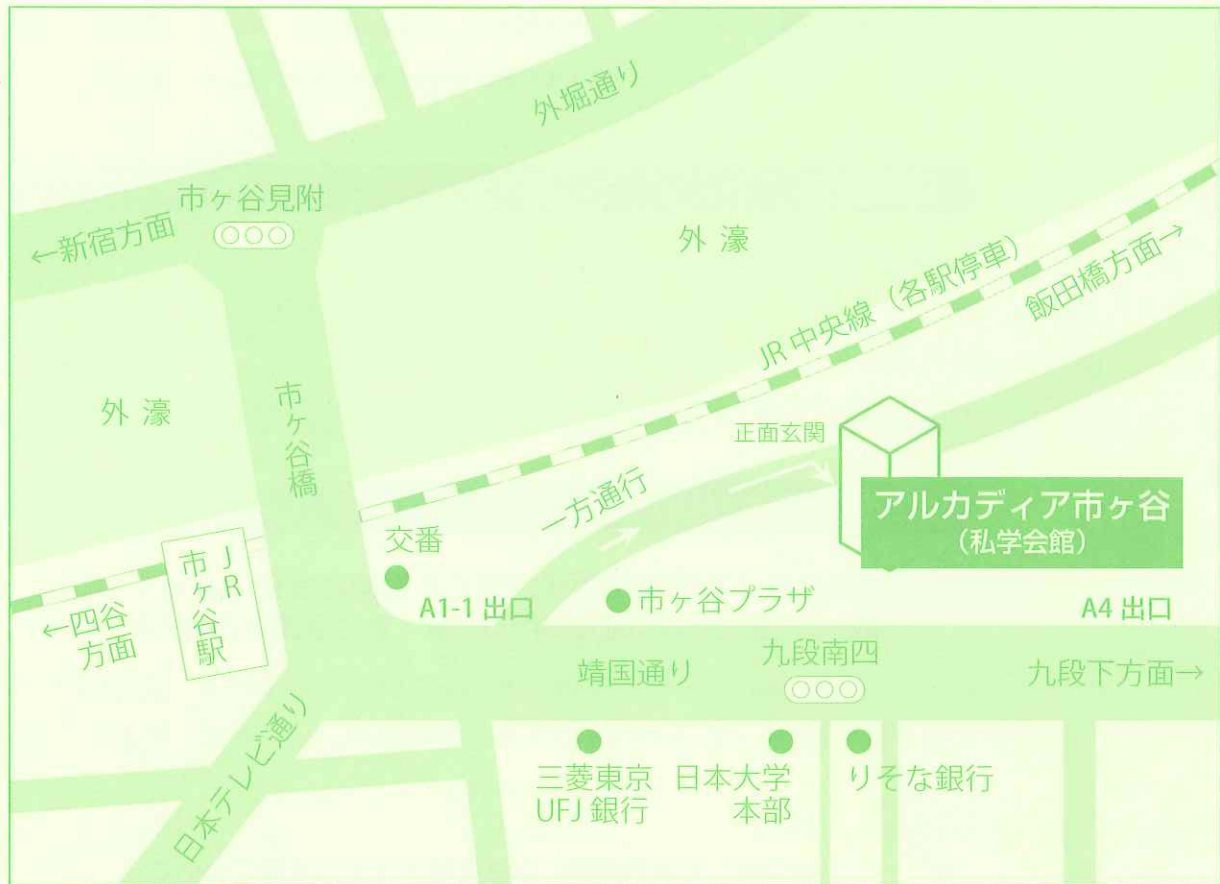 外堀通り
市ヶ谷見附
←新宿方面
外濠
JR 中央線（各駅停車）
飯田橋方面→
外濠
市ヶ谷橋
正面玄関
一方通行
アルカディア市ヶ谷
（私学会館）
交番
JR
市ヶ谷駅
←四谷
方面
A1-1 出口
市ヶ谷プラザ
A4 出口
靖国通り
九段南四
九段下方面→
日本テレビ通り
三菱東京
UFJ 銀行
日本大学
本部
りそな銀行